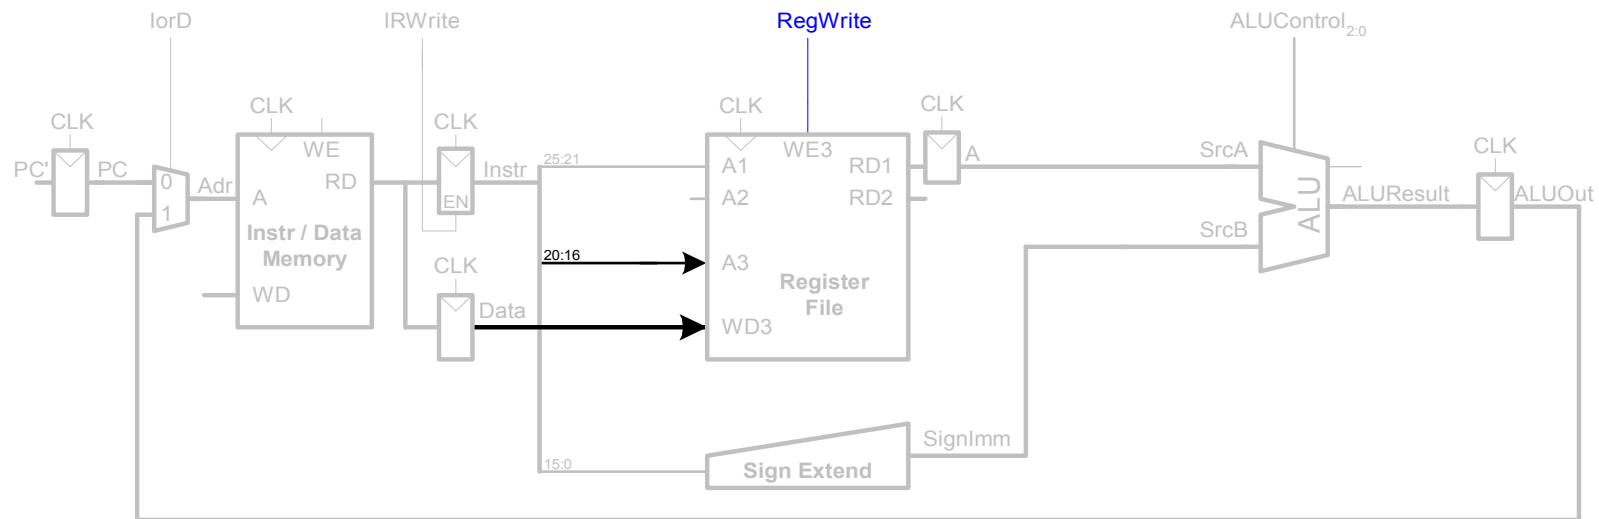 IorD
IRWrite
RegWrite
ALUControl2:0
CLK
CLK
CLK
CLK
CLK
CLK
PC'
PC
0
1
Adr
WE
A
RD
Instr / Data
Memory
WD
EN
Instr
CLK
Data
25:21
20:16
15:0
A1
A2
A3
WD3
WE3
RD1
RD2
Register
File
A
SrcA
SrcB
ALU
ALUResult
ALUOut
Sign Extend
SignImm